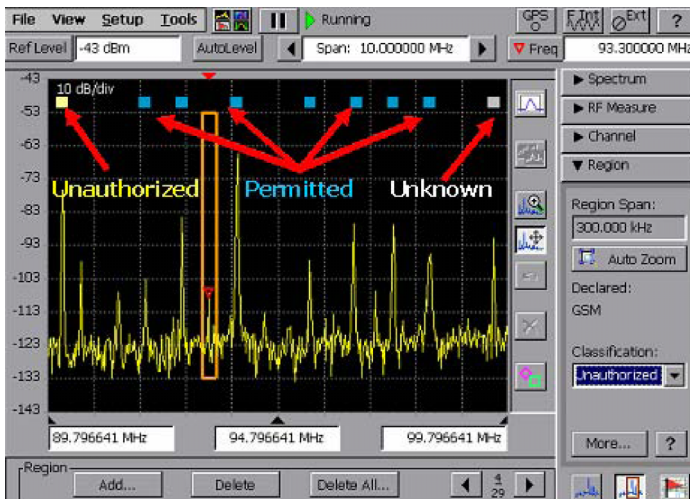 File View Setup Tools Running GPS F.Int Ext ?
Ref Level -43 dBm AutoLevel Span: 10.000000 MHz Freq 93.300000 MHz
-43
10 dB/div
-53
-63
-73
-83
-93
-103
-113
-123
-133
-143
Unauthorized Permitted Unknown
89.796641 MHz 94.796641 MHz 99.796641 MHz
Spectrum
RF Measure
Channel
Region
Region Span:
300.000 kHz
Auto Zoom
Declared:
GSM
Classification:
Unauthorized
More... ?
Region
Add... Delete Delete All... 4
29